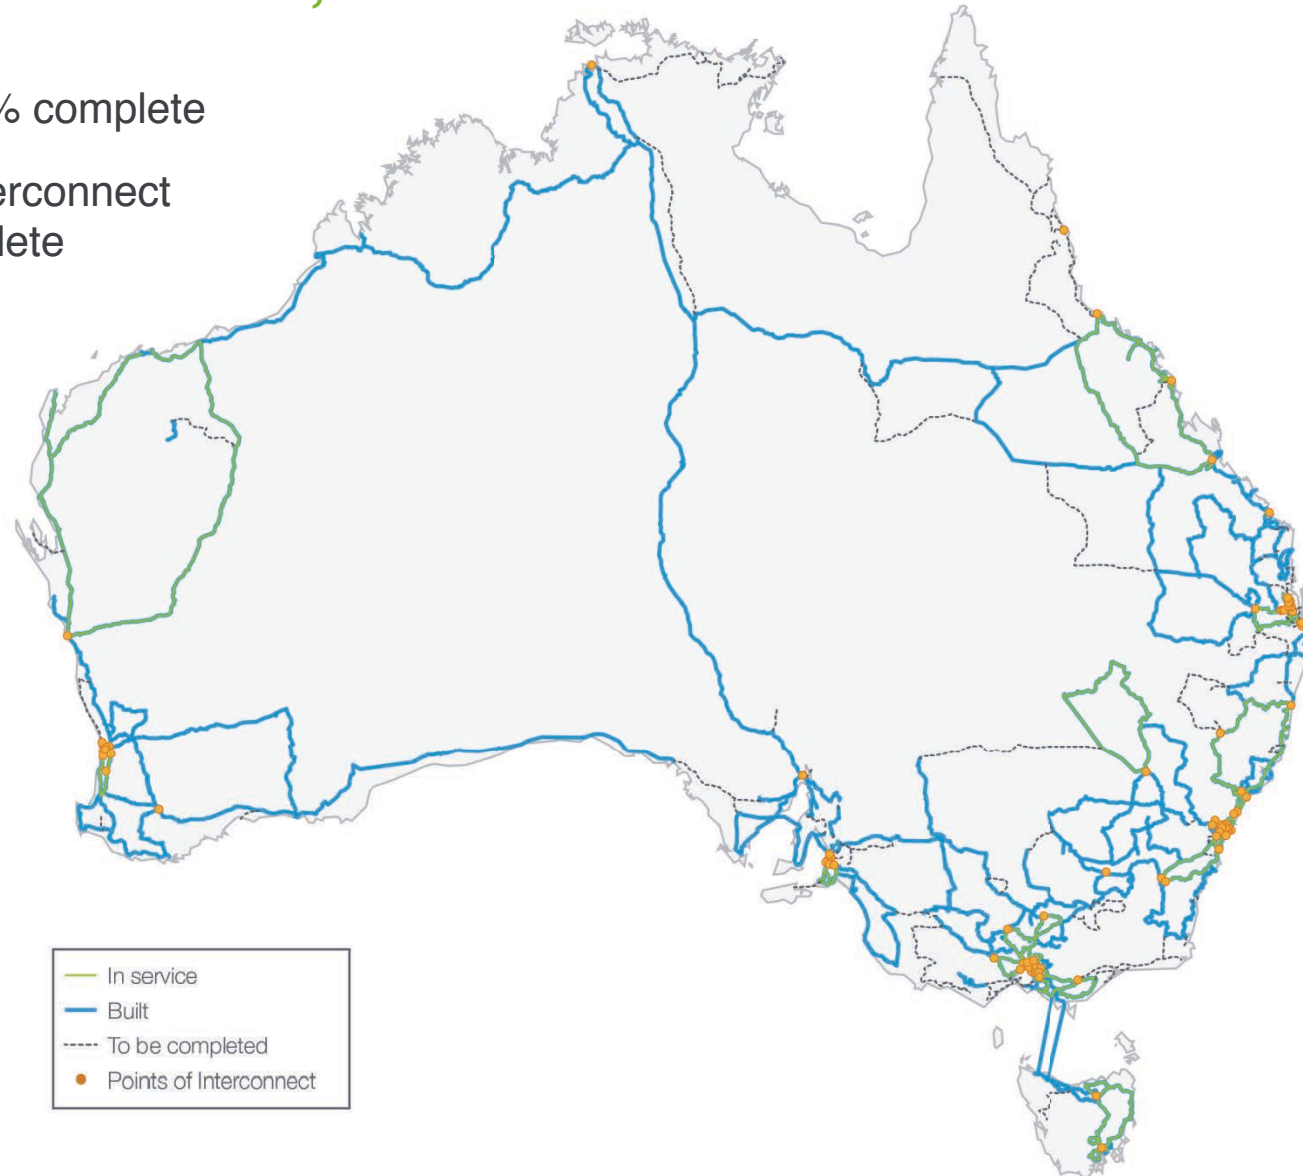 % complete
erconnect
lete
In service
Built
To be completed
Points of Interconnect